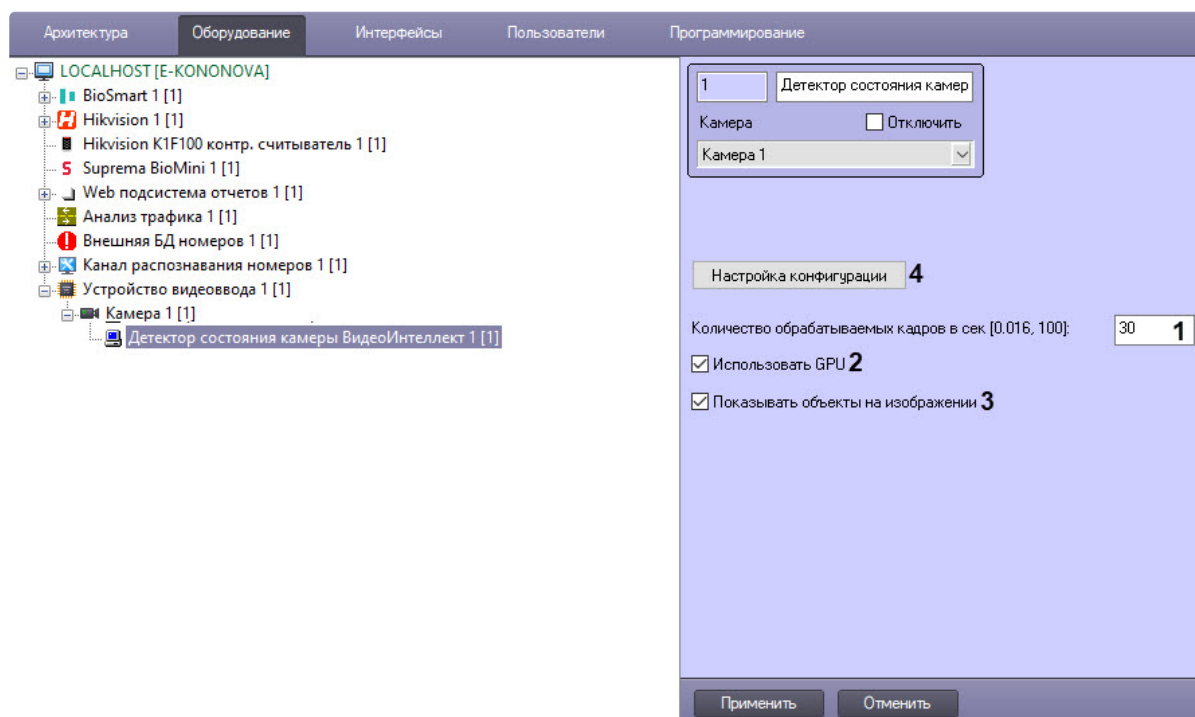 Архитектура Оборудование Интерфейсы Пользователи Программирование
LOCALHOST [E-KONONOVA]
BioSmart 1 [1]
Hikvision 1 [1]
Hikvision K1F100 контр. считыватель 1 [1]
Suprema BioMini 1 [1]
Web подсистема отчетов 1 [1]
Анализ трафика 1 [1]
Внешняя БД номеров 1 [1]
Канал распознавания номеров 1 [1]
Устройство видеоввода 1 [1]
Камера 1 [1]
Детектор состояния камеры ВидеоИнтеллект 1 [1]
1 Детектор состояния камер
Камера Отключить
Камера 1
Настройка конфигурации 4
Количество обрабатываемых кадров в сек [0.016, 100]: 30 1
Использовать GPU 2
Показывать объекты на изображении 3
Применить Отменить